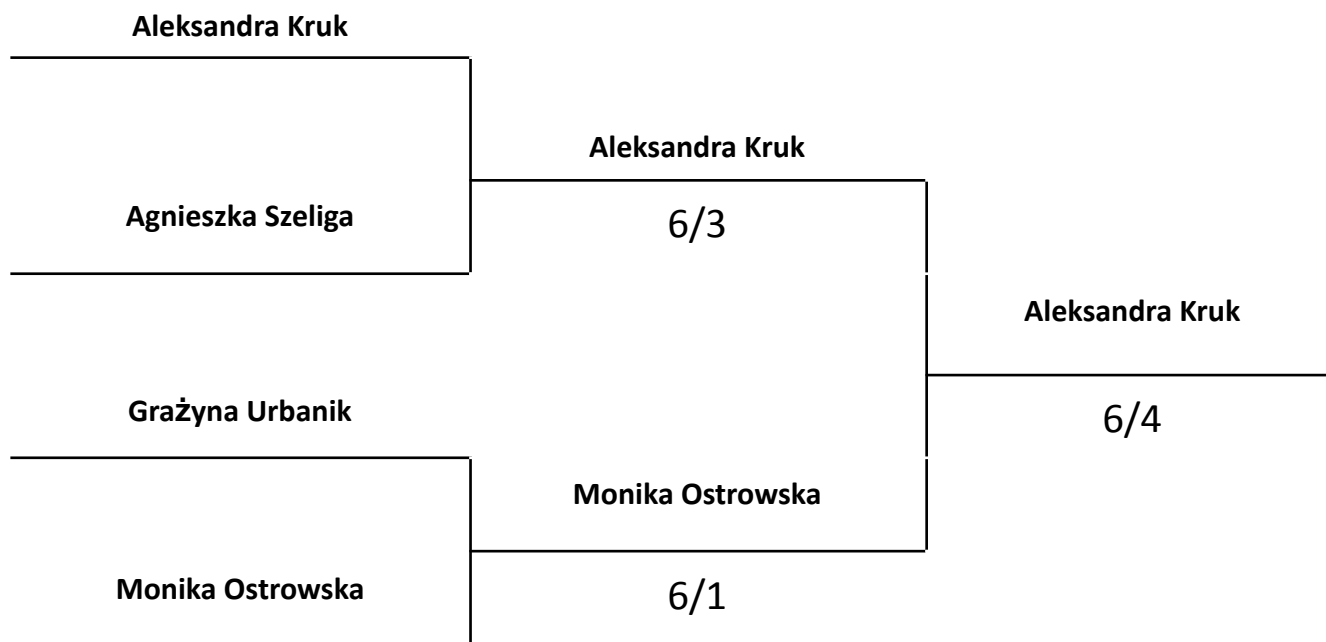 Aleksandra Kruk
Aleksandra Kruk
Agnieszka Szeliga
6/3
Aleksandra Kruk
Grażyna Urbanik
6/4
Monika Ostrowska
Monika Ostrowska
6/1